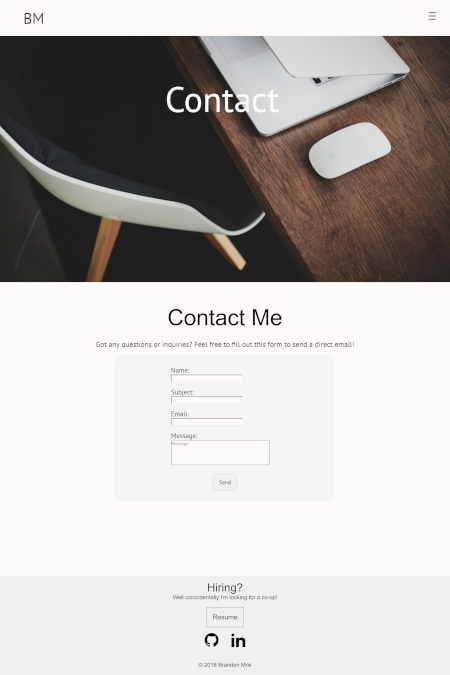 BM
Contact
Contact Me
Got any questions or inquiries? Feel free to fill out this form to send a direct email!
Name:
Subject:
Email:
Message:
Message
Send
Hiring?
Well coincidentally I'm looking for a co-op!
Resume
in
© 2018 Brandon Mok